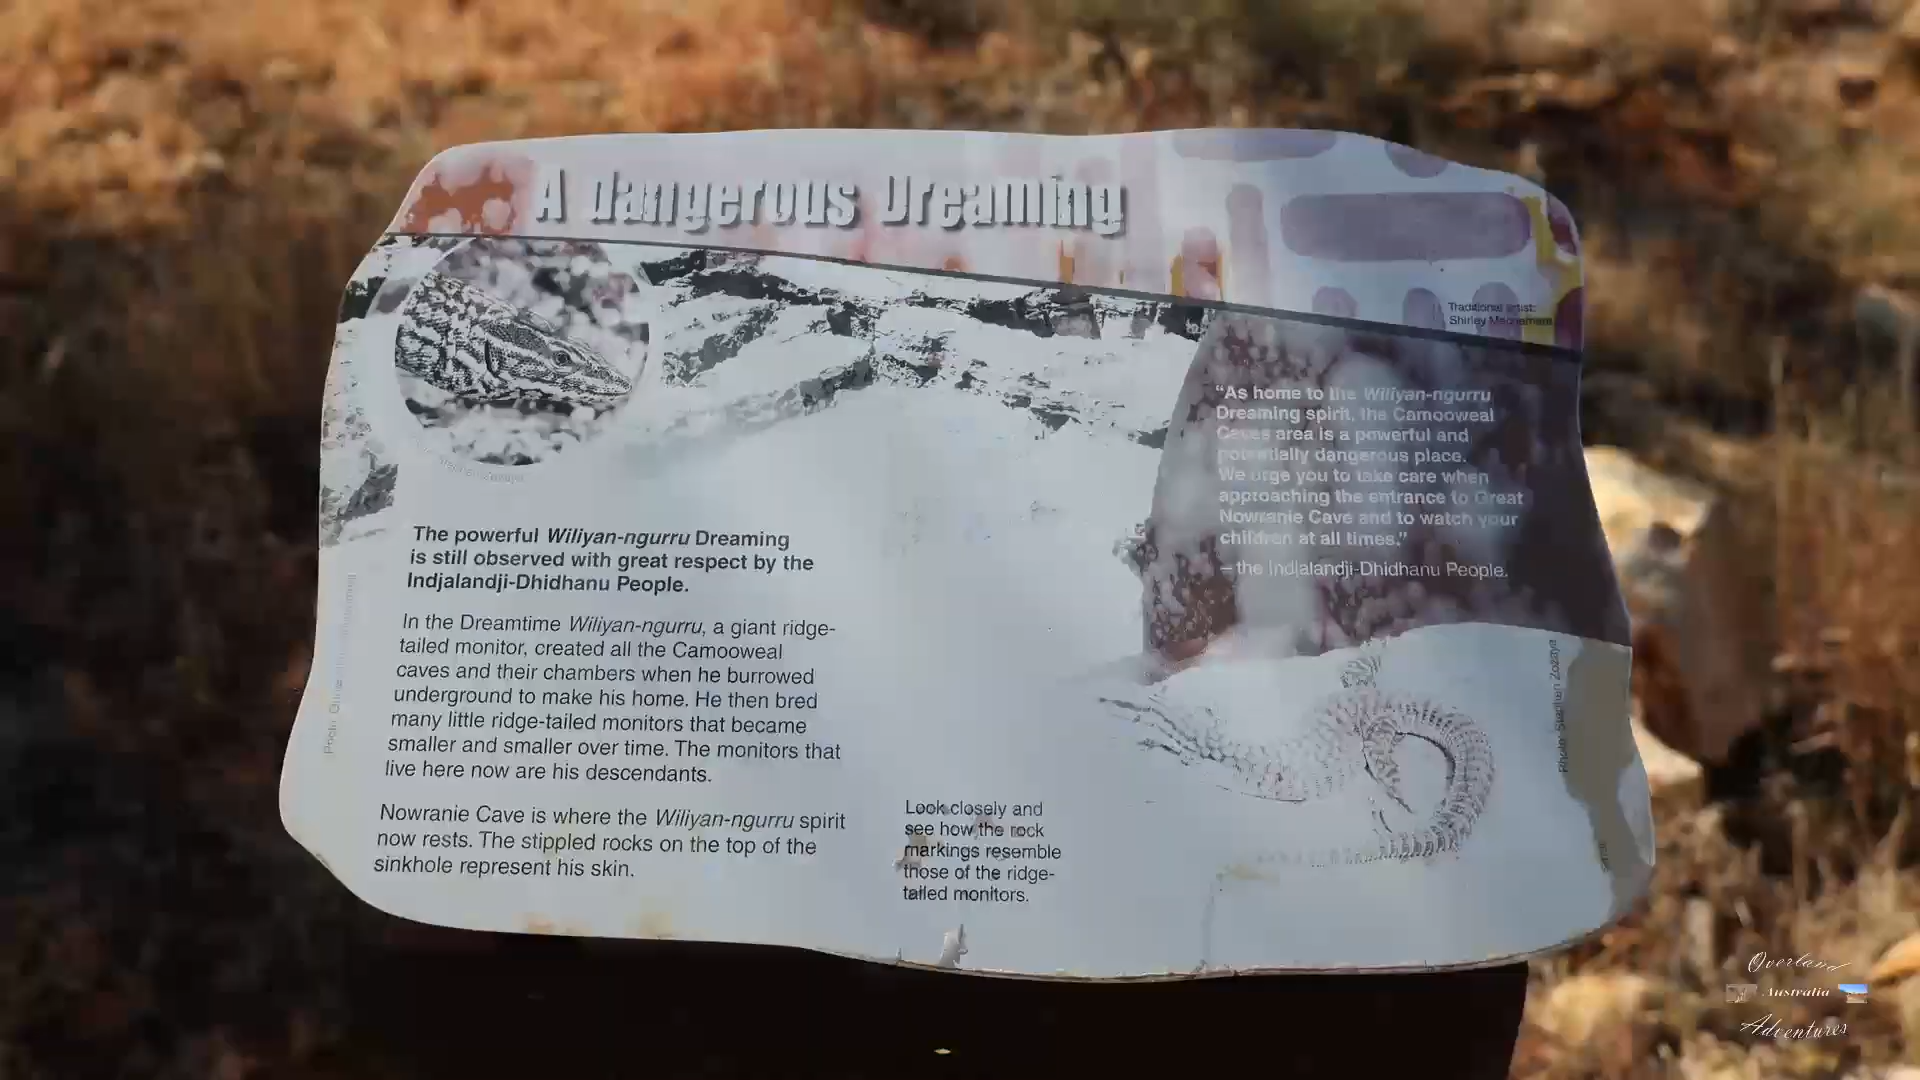 A dangerous Dreaming
Traditional artist:
Shirley Macnamara
"As home to the Wiliyan-ngurru
Dreaming spirit, the Camooweal
Caves area is a powerful and
potentially dangerous place.
We urge you to take care when
approaching the entrance to Great
Nowranie Cave and to watch your
children at all times."
– the Indjalandji-Dhidhanu People.
The powerful Wiliyan-ngurru Dreaming
is still observed with great respect by the
Indjalandji-Dhidhanu People.
In the Dreamtime Wiliyan-ngurru, a giant ridge-
tailed monitor, created all the Camooweal
caves and their chambers when he burrowed
underground to make his home. He then bred
many little ridge-tailed monitors that became
smaller and smaller over time. The monitors that
live here now are his descendants.
Nowranie Cave is where the Wiliyan-ngurru spirit
now rests. The stippled rocks on the top of the
sinkhole represent his skin.
Look closely and
see how the rock
markings resemble
those of the ridge-
tailed monitors.
Photo: Stephen Zozaya
Overland
Australia
Adventures